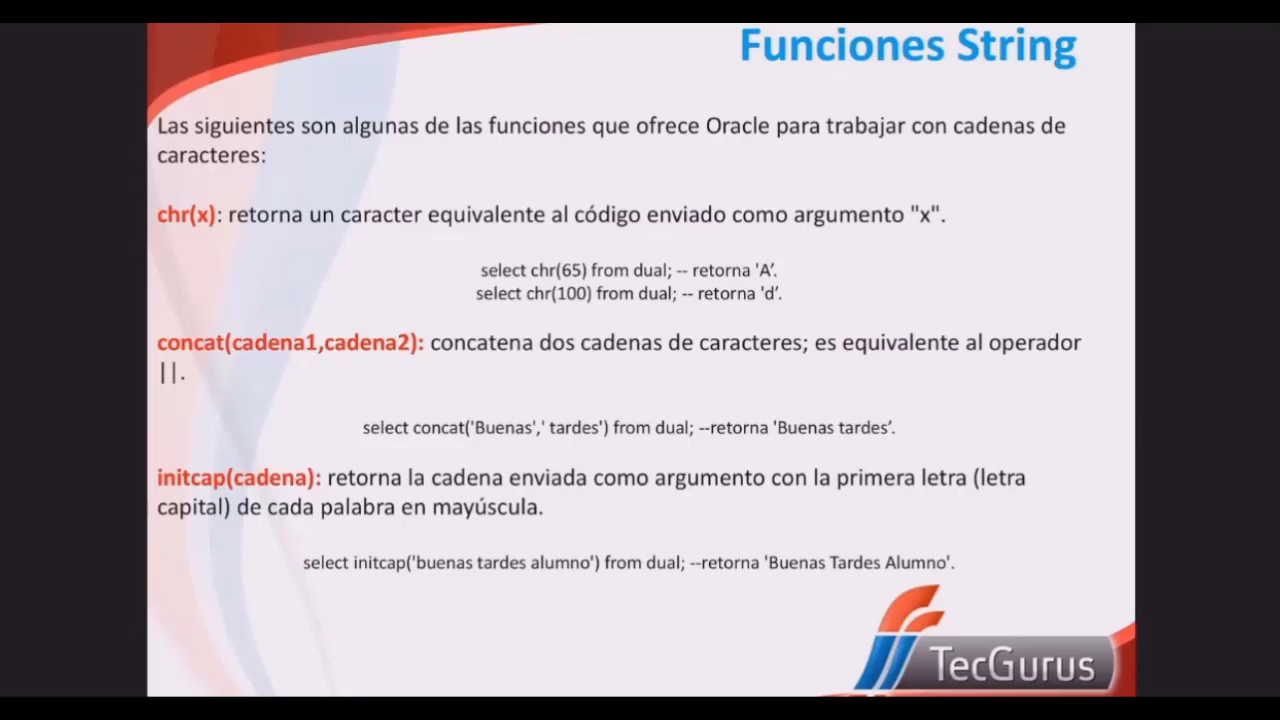 Funciones String
Las siguientes son algunas de las funciones que ofrece Oracle para trabajar con cadenas de
caracteres:
chr(x): retorna un caracter equivalente al código enviado como argumento "x".
select chr(65) from dual; -- retorna 'A’.
select chr(100) from dual; -- retorna 'd’.
concat(cadena1,cadena2): concatena dos cadenas de caracteres; es equivalente al operador
||.
select concat('Buenas',' tardes') from dual; --retorna 'Buenas tardes’.
initcap(cadena): retorna la cadena enviada como argumento con la primera letra (letra
capital) de cada palabra en mayúscula.
select initcap('buenas tardes alumno') from dual; --retorna 'Buenas Tardes Alumno'.
TecGurus